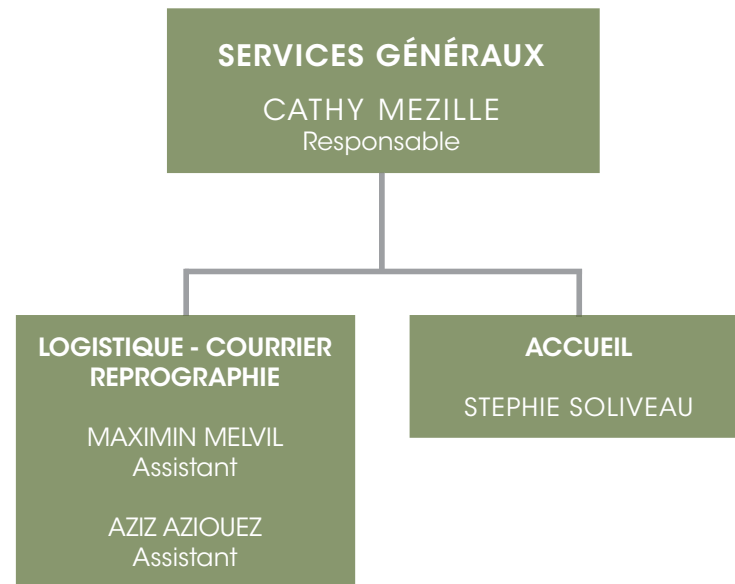 SERVICES GÉNÉRAUX
CATHY MEZILLE
Responsable
LOGISTIQUE - COURRIER
REPROGRAPHIE
MAXIMIN MELVIL
Assistant
AZIZ AZIOUEZ
Assistant
ACCUEIL
STEPHIE SOLIVEAU